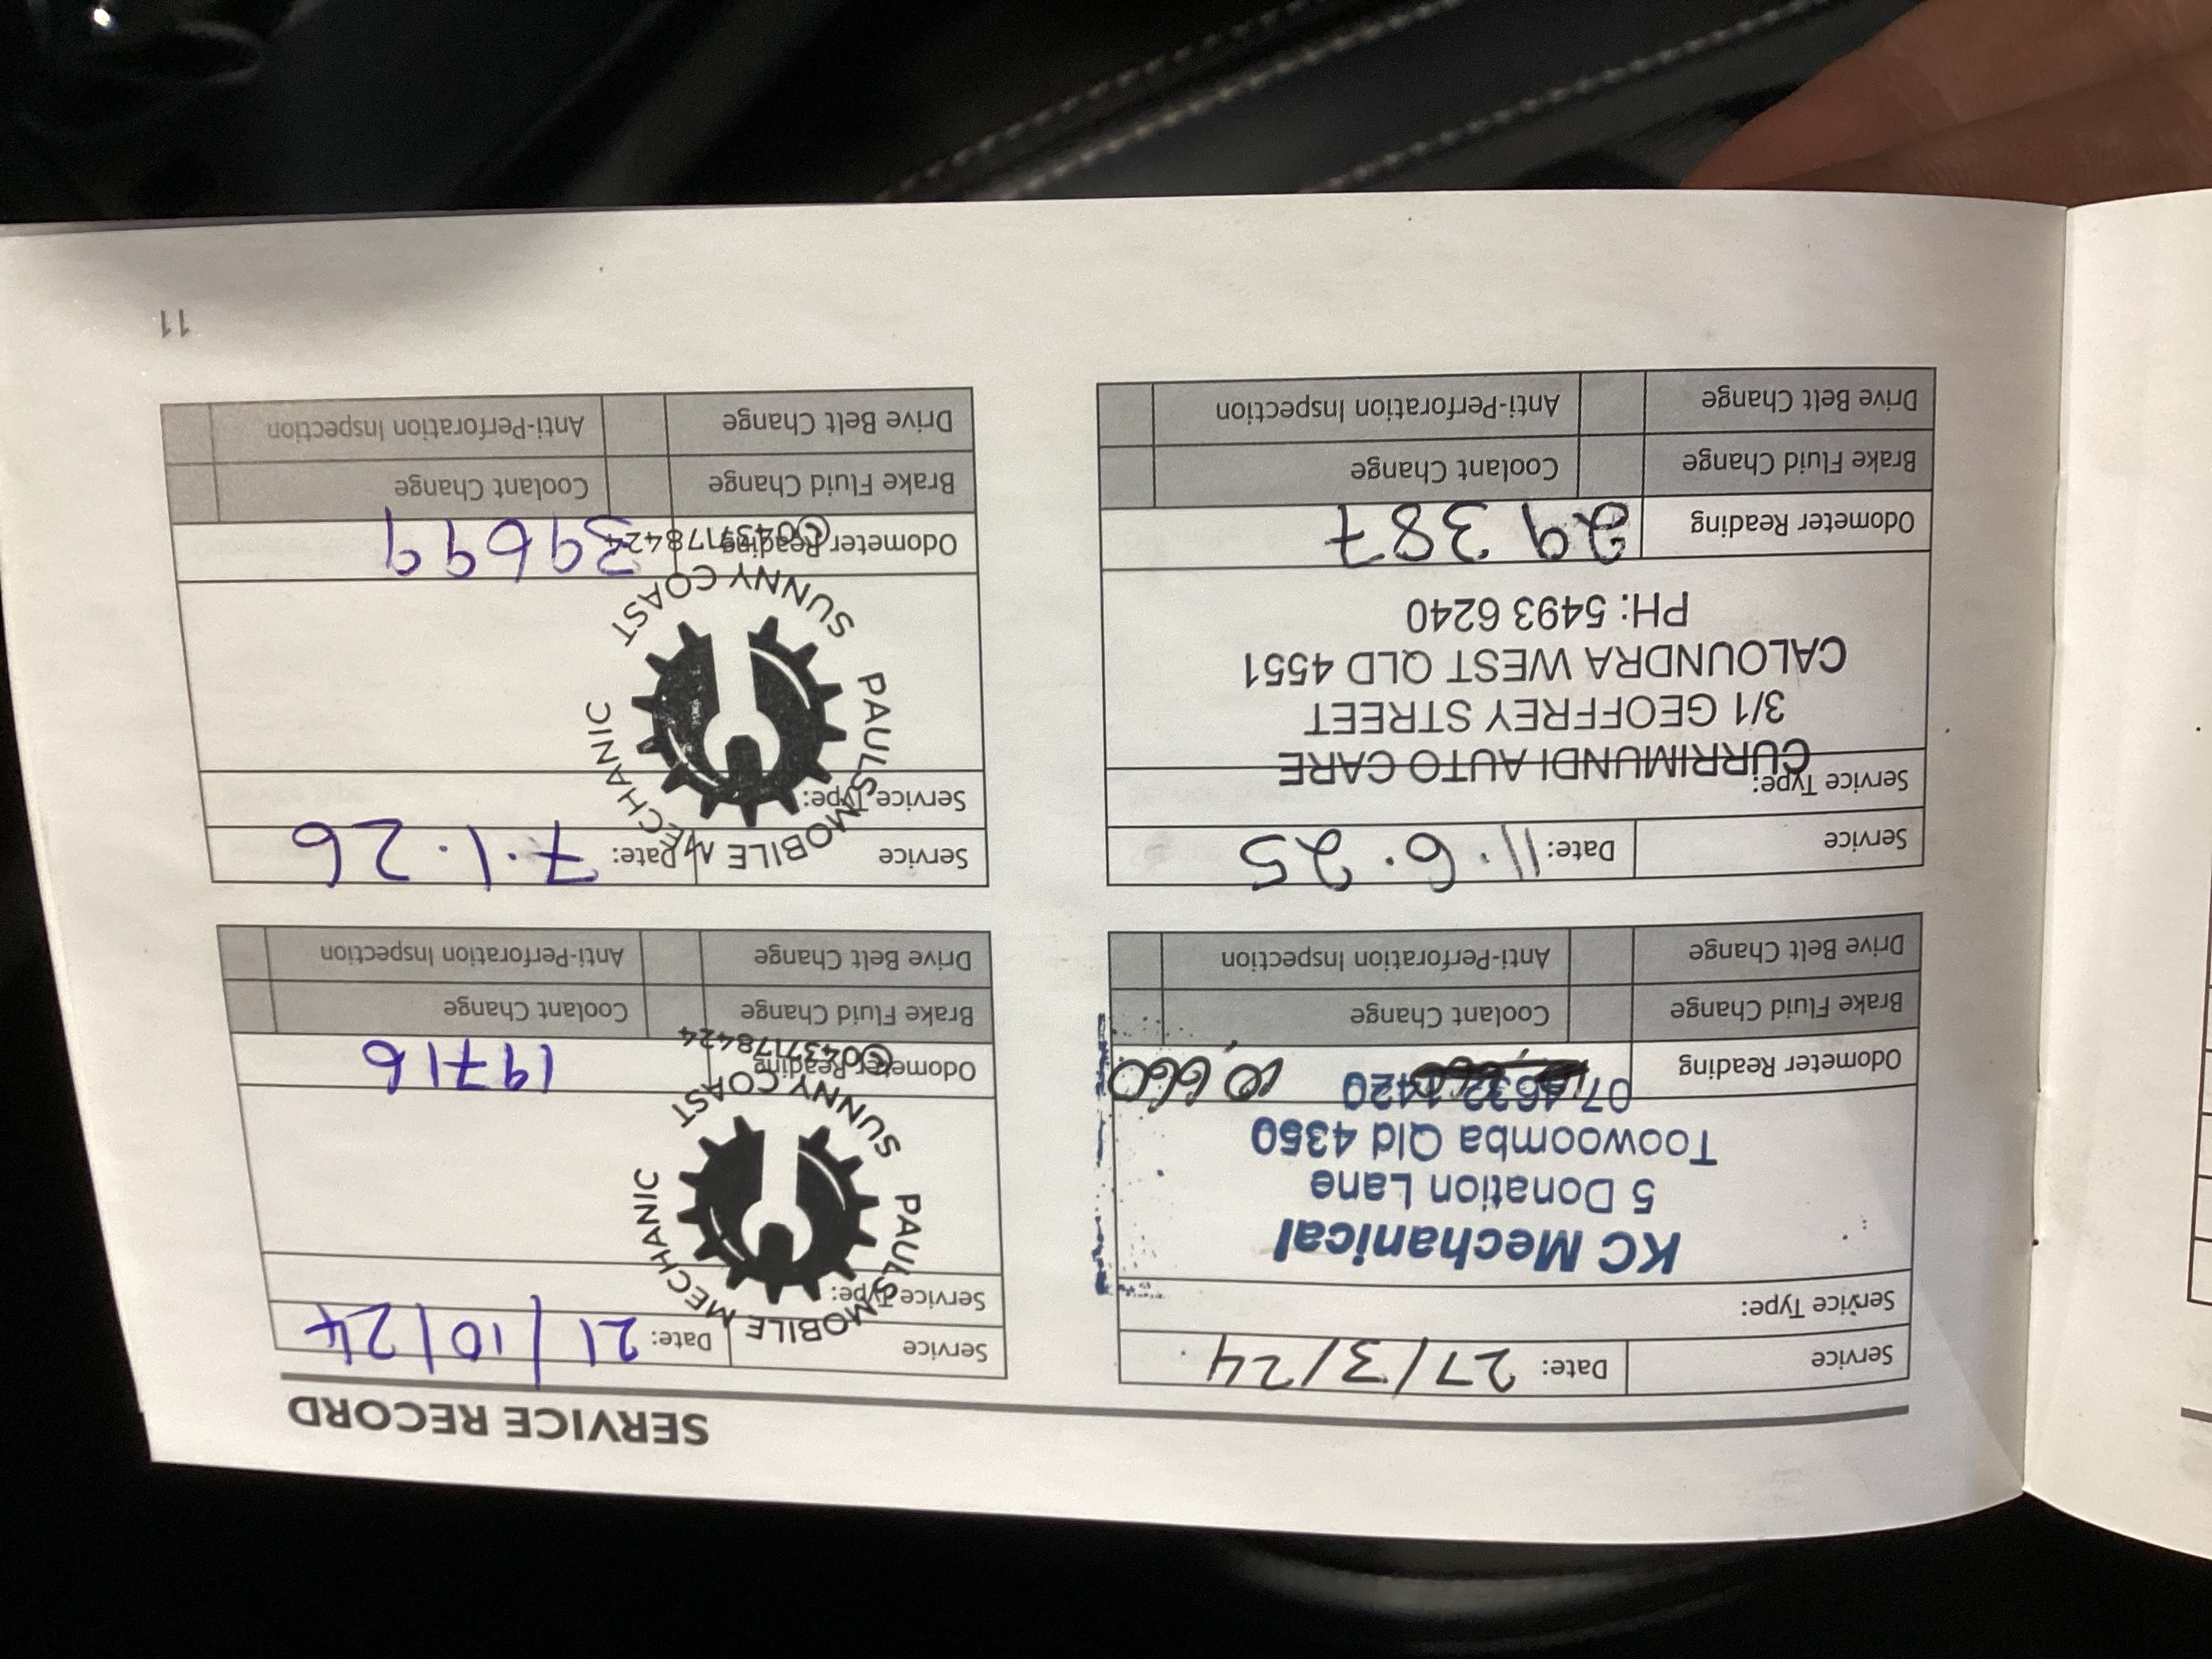 SERVICE RECORD
Service Date: 27/3/24
Service Type:
KC Mechanical
5 Donation Lane
Toowoomba Qld 4350
07 4632 1420
Odometer Reading 10,660
Brake Fluid Change Coolant Change
Drive Belt Change Anti-Perforation Inspection
Service Date: 21/10/24
Service Type:
PAULS MOBILE MECHANIC
SUNNY COAST
0437178424
Odometer Reading 19716
Brake Fluid Change Coolant Change
Drive Belt Change Anti-Perforation Inspection
Service Date: 11.6.25
Service Type:
CURRIMUNDI AUTO CARE
3/1 GEOFFREY STREET
CALOUNDRA WEST QLD 4551
PH: 5493 6240
Odometer Reading 29 387
Brake Fluid Change Coolant Change
Drive Belt Change Anti-Perforation Inspection
Service Date: 7.1.26
Service Type:
PAULS MOBILE MECHANIC
SUNNY COAST
0437178424
Odometer Reading 39699
Brake Fluid Change Coolant Change
Drive Belt Change Anti-Perforation Inspection
11